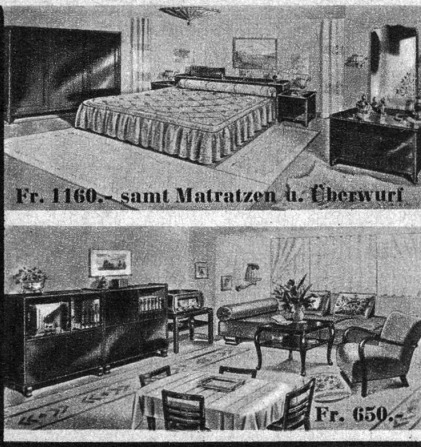 Fr. 1160.- samt Matratzen u. Überwurf
Fr. 650.-